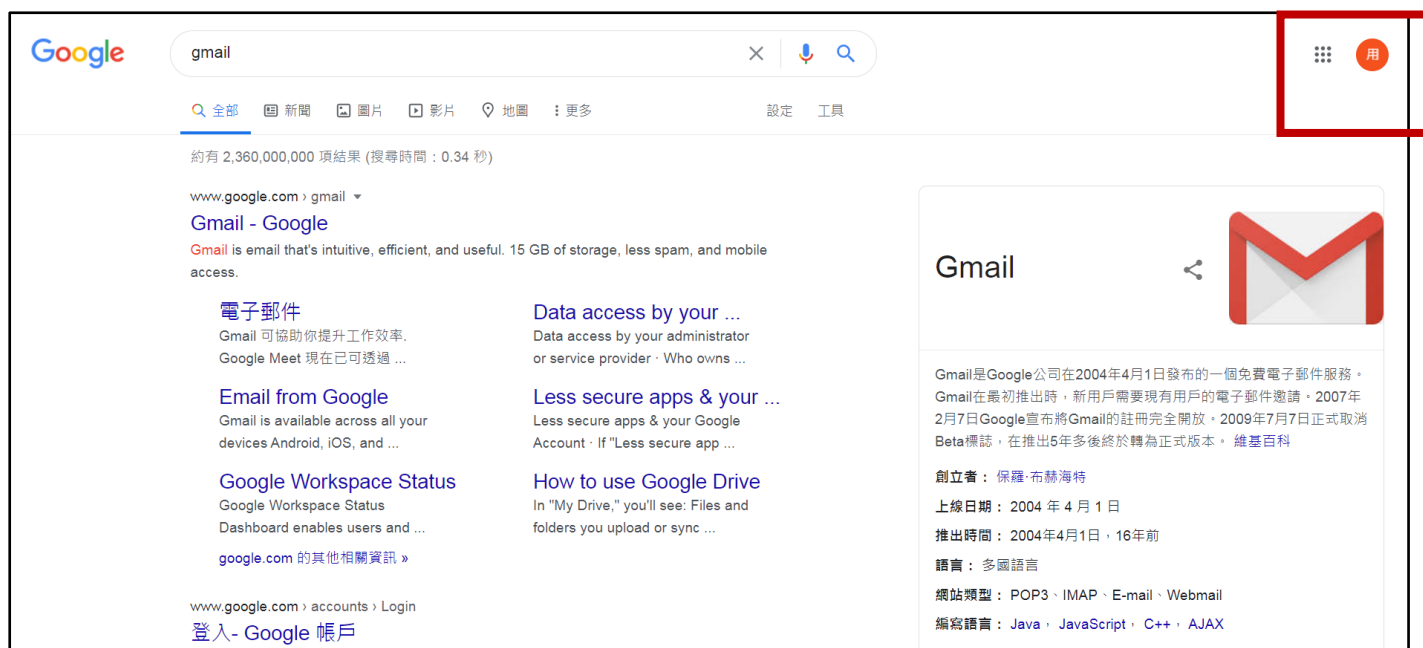 Google
gmail
用
全部 新聞 圖片 影片 地圖 更多 設定 工具
約有 2,360,000,000 項結果 (搜尋時間：0.34 秒)
www.google.com › gmail
Gmail - Google
Gmail is email that's intuitive, efficient, and useful. 15 GB of storage, less spam, and mobile
access.
電子郵件
Gmail 可協助你提升工作效率.
Google Meet 現在已可透過 ...
Data access by your ...
Data access by your administrator
or service provider · Who owns ...
Email from Google
Gmail is available across all your
devices Android, iOS, and ...
Less secure apps & your ...
Less secure apps & your Google
Account · If "Less secure app ...
Google Workspace Status
Google Workspace Status
Dashboard enables users and ...
How to use Google Drive
In "My Drive," you'll see: Files and
folders you upload or sync ...
google.com 的其他相關資訊 »
www.google.com › accounts › Login
登入- Google 帳戶
Gmail
Gmail是Google公司在2004年4月1日發布的一個免費電子郵件服務。
Gmail在最初推出時，新用戶需要現有用戶的電子郵件邀請。2007年
2月7日Google宣布將Gmail的註冊完全開放。2009年7月7日正式取消
Beta標誌，在推出5年多後終於轉為正式版本。 維基百科
創立者： 保羅·布赫海特
上線日期： 2004 年 4 月 1 日
推出時間： 2004年4月1日，16年前
語言： 多國語言
網站類型： POP3、IMAP、E-mail、Webmail
編寫語言： Java， JavaScript， C++， AJAX